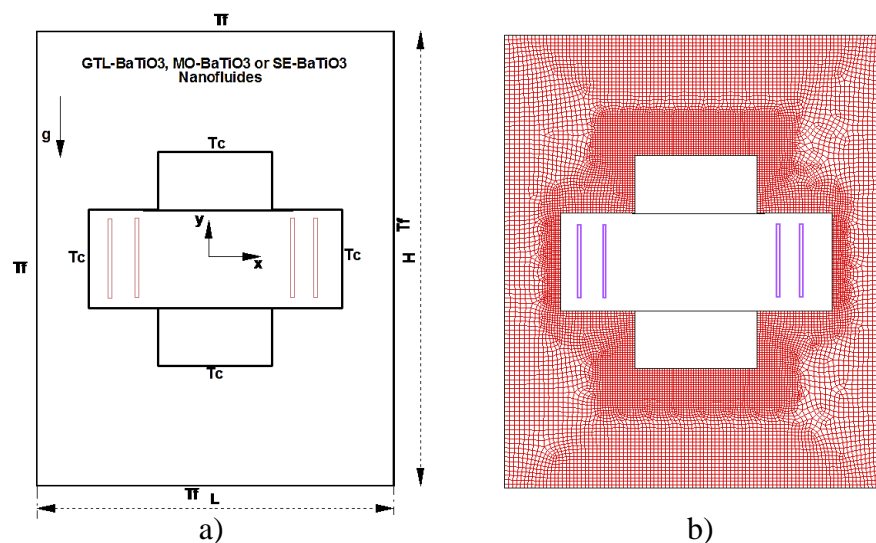 Tf
GTL-BaTiO3, MO-BaTiO3 or SE-BaTiO3
Nanofluides
g
Tc
y
x
Tc
Tc
Tf
Tf
H
Tc
Tf
L
a)
b)